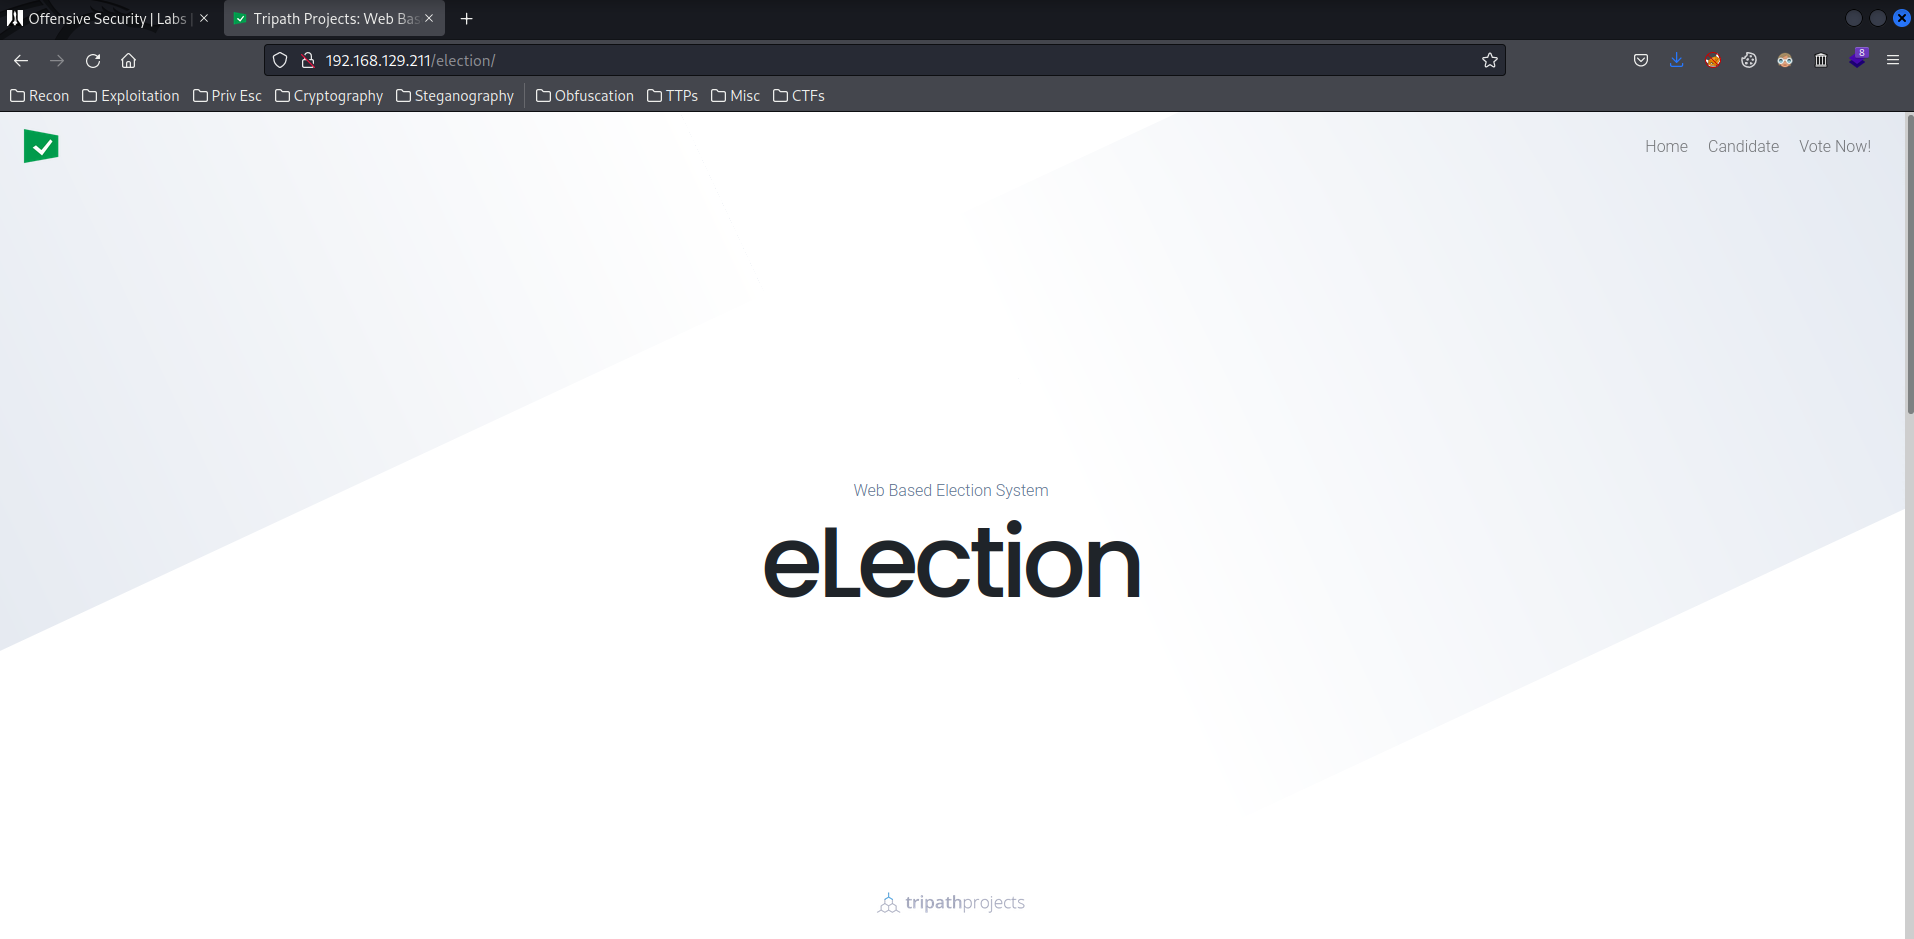 Offensive Security | Labs |
Tripath Projects: Web Bas
192.168.129.211/election/
8
Recon
Exploitation
Priv Esc
Cryptography
Steganography
Obfuscation
TTPs
Misc
CTFs
Home
Candidate
Vote Now!
Web Based Election System
eLection
tripathprojects